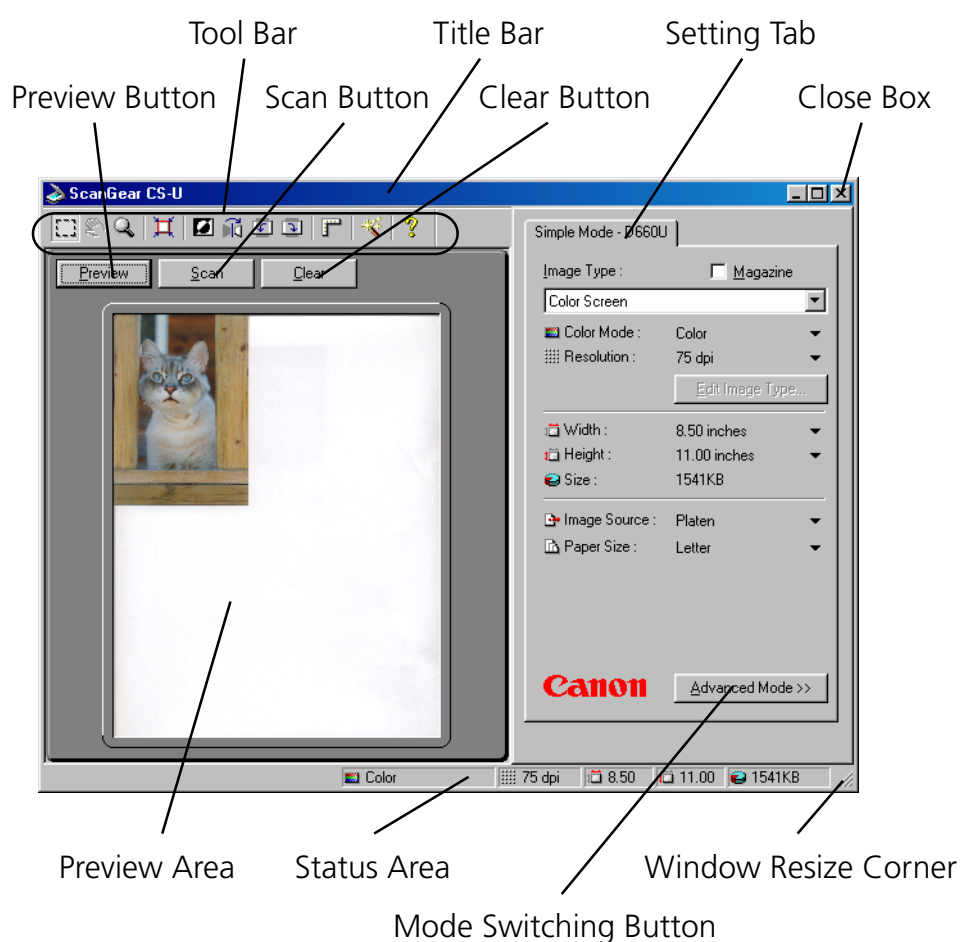 Tool Bar Title Bar Setting Tab
Preview Button Scan Button Clear Button Close Box
ScanGear CS-U
Preview Scan Clear
Simple Mode - D660U
Image Type : Magazine
Color Screen
Color Mode : Color
Resolution : 75 dpi
Edit Image Type...
Width : 8.50 inches
Height : 11.00 inches
Size : 1541KB
Image Source : Platen
Paper Size : Letter
Canon Advanced Mode >>
Color 75 dpi 8.50 11.00 1541KB
Preview Area Status Area Window Resize Corner
Mode Switching Button